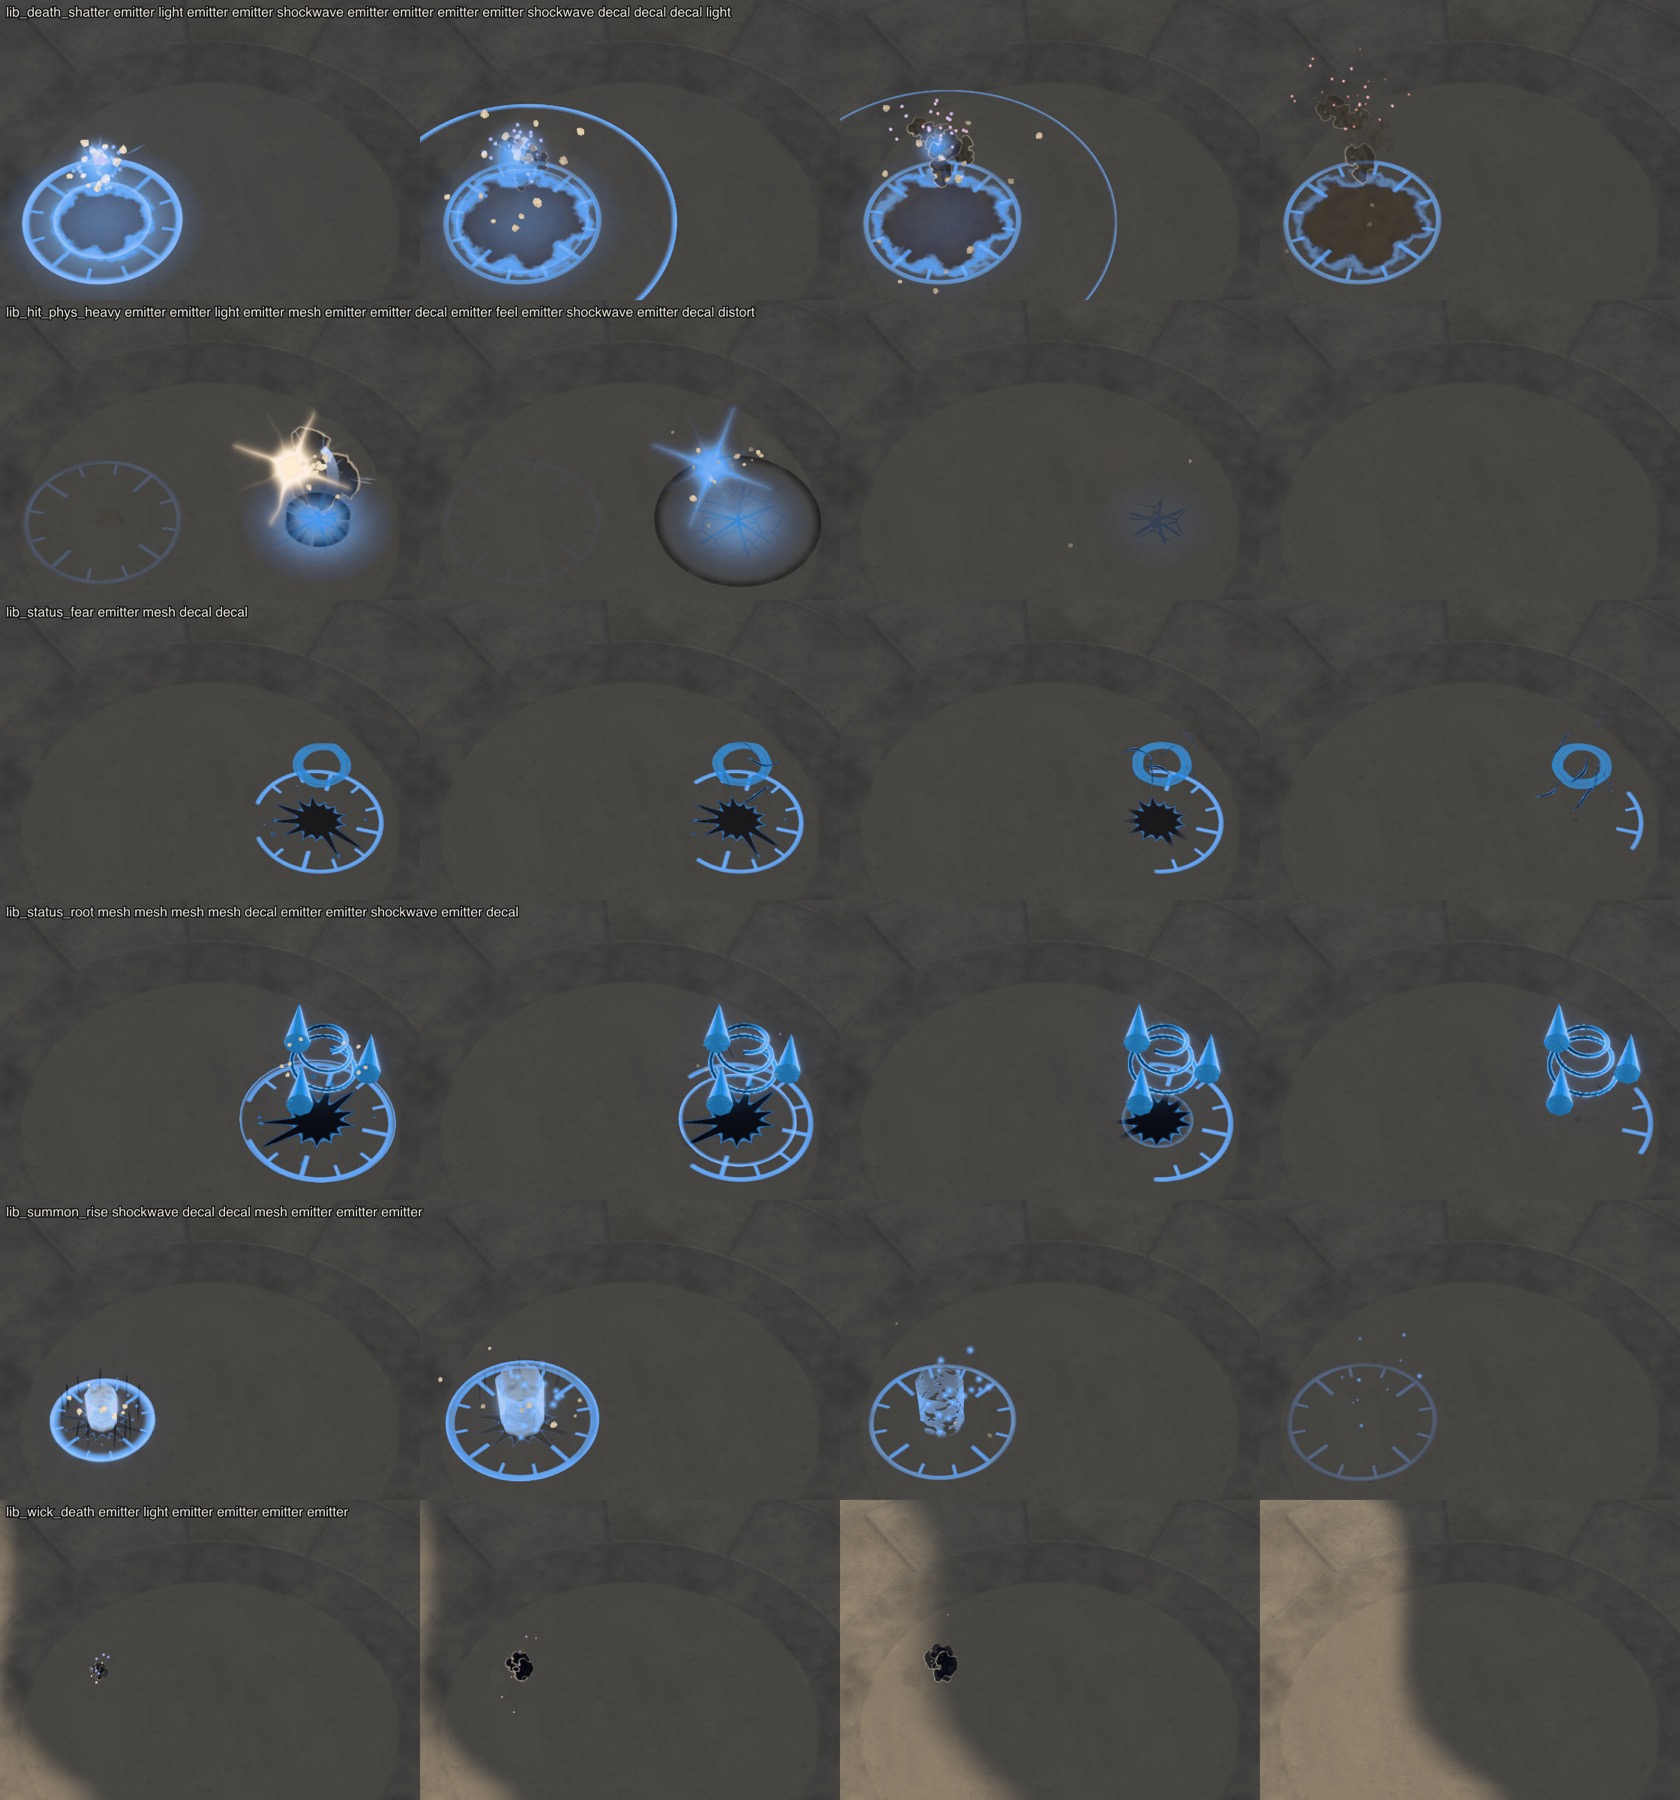 lib_death_shatter emitter light emitter emitter shockwave emitter emitter emitter emitter shockwave decal decal decal light
lib_hit_phys_heavy emitter emitter light emitter mesh emitter emitter decal emitter feel emitter shockwave emitter decal distort
lib_status_fear emitter mesh decal decal
lib_status_root mesh mesh mesh mesh decal emitter emitter shockwave emitter decal
lib_summon_rise shockwave decal decal mesh emitter emitter emitter
lib_wick_death emitter light emitter emitter emitter emitter